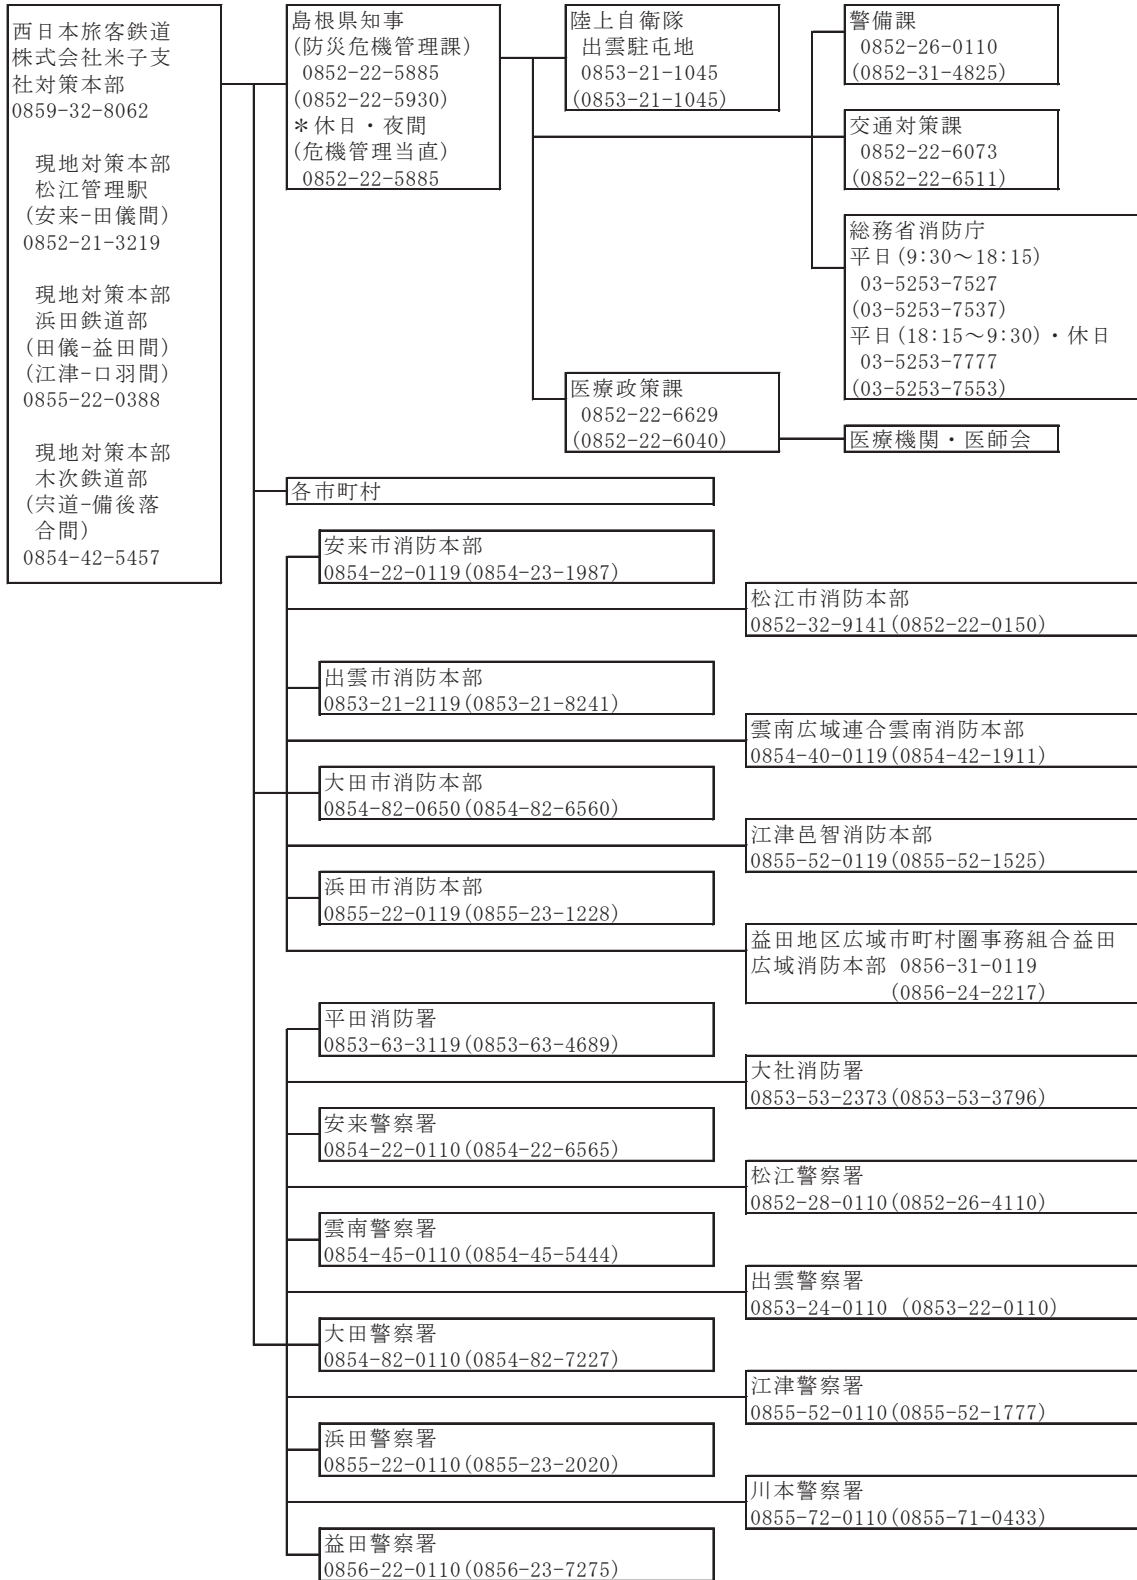 西日本旅客鉄道
株式会社米子支
社対策本部
0859-32-8062
現地対策本部
松江管理駅
(安来-田儀間)
0852-21-3219
現地対策本部
浜田鉄道部
(田儀-益田間)
(江津-口羽間)
0855-22-0388
現地対策本部
木次鉄道部
(宍道-備後落
合間)
0854-42-5457
島根県知事
(防災危機管理課)
0852-22-5885
(0852-22-5930)
*休日・夜間
(危機管理当直)
0852-22-5885
陸上自衛隊
出雲駐屯地
0853-21-1045
(0853-21-1045)
警備課
0852-26-0110
(0852-31-4825)
交通対策課
0852-22-6073
(0852-22-6511)
総務省消防庁
平日(9:30～18:15)
03-5253-7527
(03-5253-7537)
平日(18:15～9:30)・休日
03-5253-7777
(03-5253-7553)
医療政策課
0852-22-6629
(0852-22-6040)
医療機関・医師会
各市町村
安来市消防本部
0854-22-0119(0854-23-1987)
松江市消防本部
0852-32-9141(0852-22-0150)
出雲市消防本部
0853-21-2119(0853-21-8241)
雲南広域連合雲南消防本部
0854-40-0119(0854-42-1911)
大田市消防本部
0854-82-0650(0854-82-6560)
江津邑智消防本部
0855-52-0119(0855-52-1525)
浜田市消防本部
0855-22-0119(0855-23-1228)
益田地区広域市町村圏事務組合益田
広域消防本部 0856-31-0119
(0856-24-2217)
平田消防署
0853-63-3119(0853-63-4689)
大社消防署
0853-53-2373(0853-53-3796)
安来警察署
0854-22-0110(0854-22-6565)
松江警察署
0852-28-0110(0852-26-4110)
雲南警察署
0854-45-0110(0854-45-5444)
出雲警察署
0853-24-0110 (0853-22-0110)
大田警察署
0854-82-0110(0854-82-7227)
江津警察署
0855-52-0110(0855-52-1777)
浜田警察署
0855-22-0110(0855-23-2020)
川本警察署
0855-72-0110(0855-71-0433)
益田警察署
0856-22-0110(0856-23-7275)